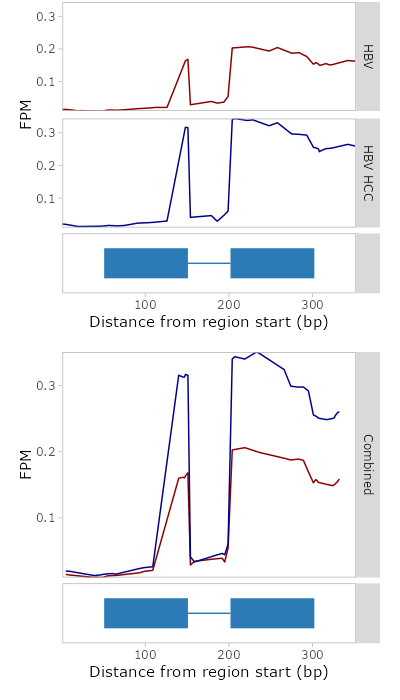 0.3
0.2
0.1
HBV
FPM
0.3
0.2
0.1
HBV HCC
100 200 300
Distance from region start (bp)
0.3
0.2
0.1
FPM
Combined
100 200 300
Distance from region start (bp)